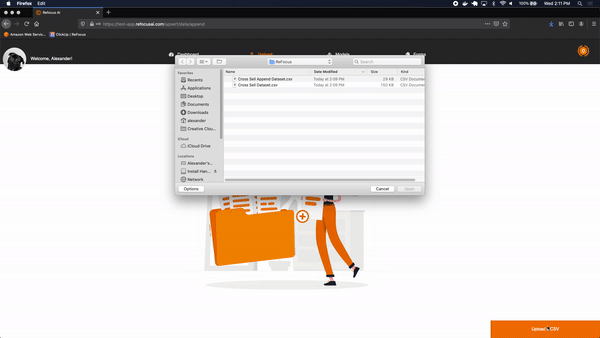 Firefox Edit
100%
Wed 2:11 PM
Refocus AI
https://test-app.refocusai.com/upsert/data/append
Amazon Web Servic...
ClickUp | ReFocus
Welcome, Alexander!
Dashboard
Upload
Models
ReFocus
Search
Favorites
Recents
Applications
Desktop
Documents
Downloads
alexander
Creative Clou...
iCloud
iCloud Drive
Locations
Alexander's...
Install Han...
Network
Name
Date Modified
Size
Kind
Cross Sell Append Dataset.csv
Today at 2:09 PM
29 KB
CSV Document
Cross Sell Dataset.csv
Today at 2:09 PM
150 KB
CSV Document
Options
Cancel
Open
Upload CSV